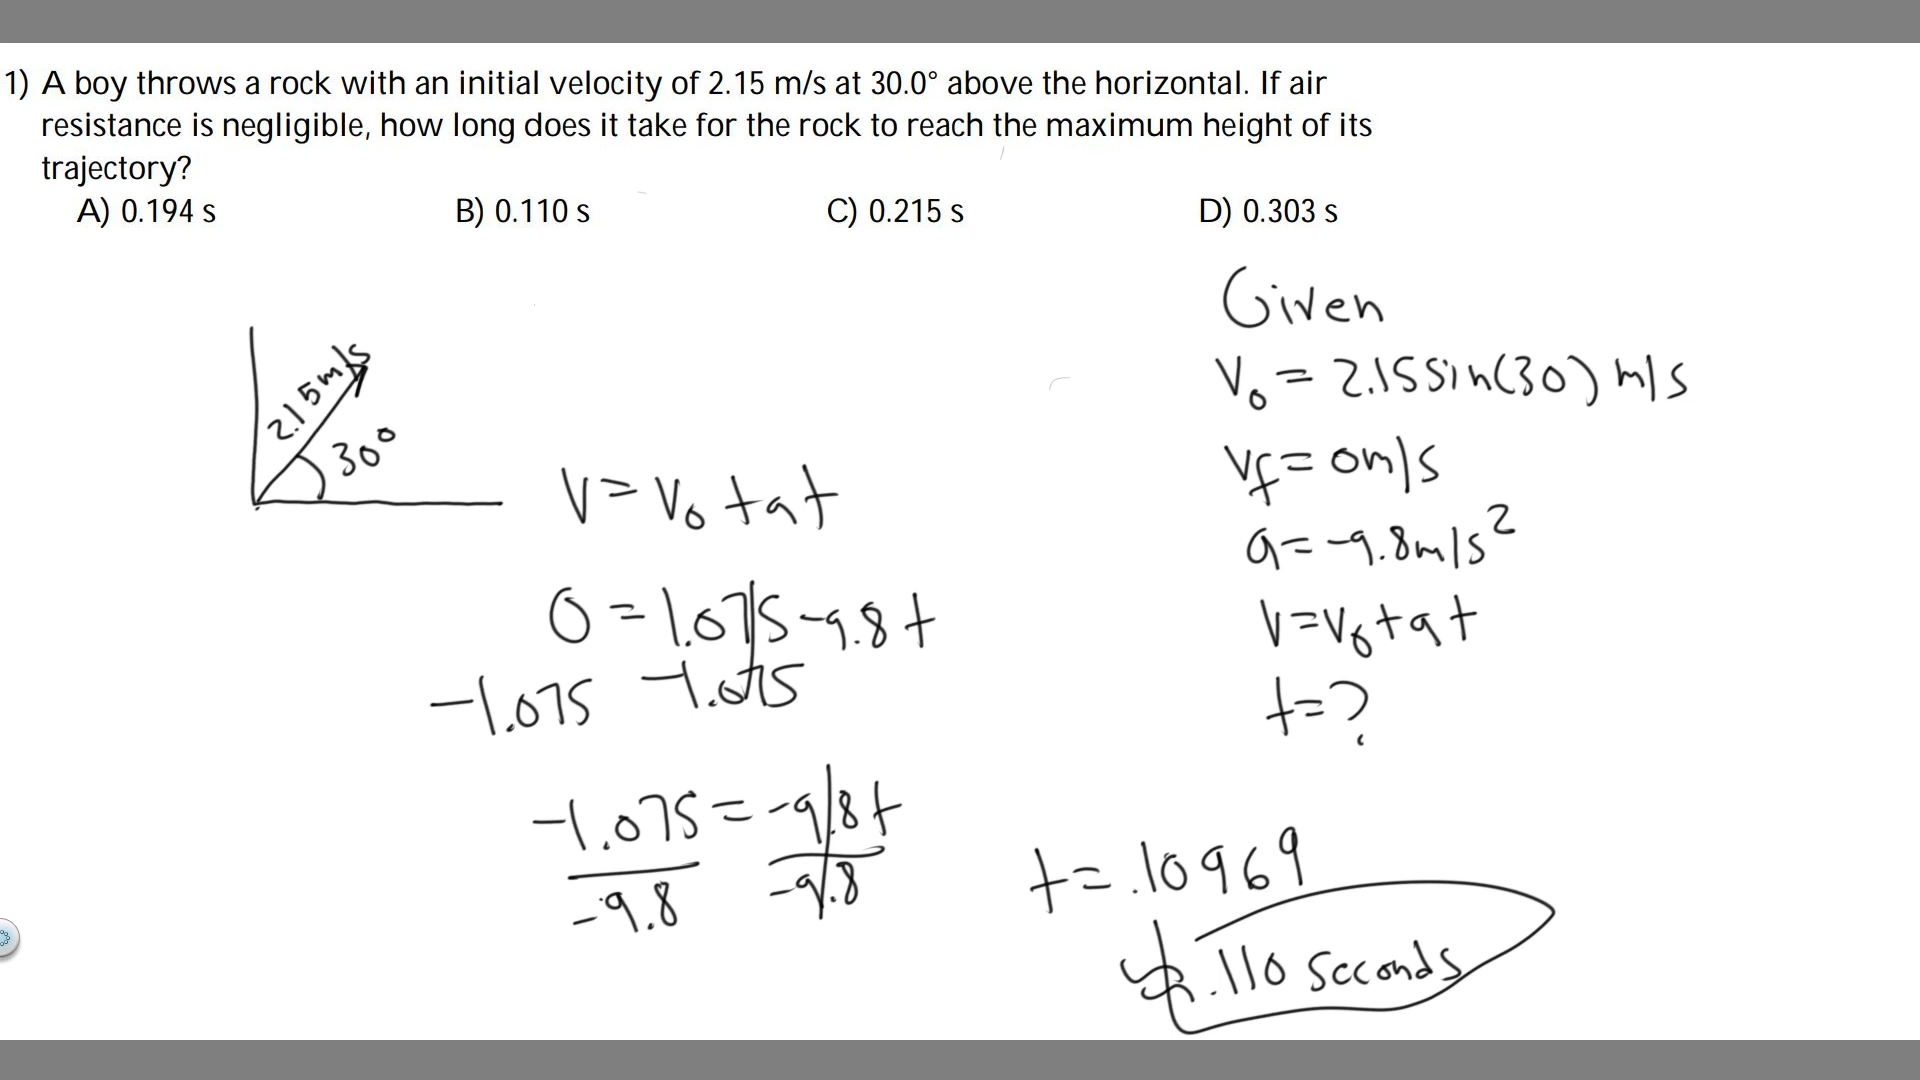 1) A boy throws a rock with an initial velocity of 2.15 m/s at 30.0° above the horizontal. If air
resistance is negligible, how long does it take for the rock to reach the maximum height of its
trajectory?
A) 0.194 s B) 0.110 s C) 0.215 s D) 0.303 s
Given
V₀ = 2.15sin(30) m/s
Vf = 0m/s
a = -9.8m/s²
V=V₀+at
t=?
2.15m/s
30°
V=V₀+at
0=1.075-9.8t
-1.075 -1.075
-1.075=-9.8t
-9.8 -9.8
t=.10969
≈.110 seconds